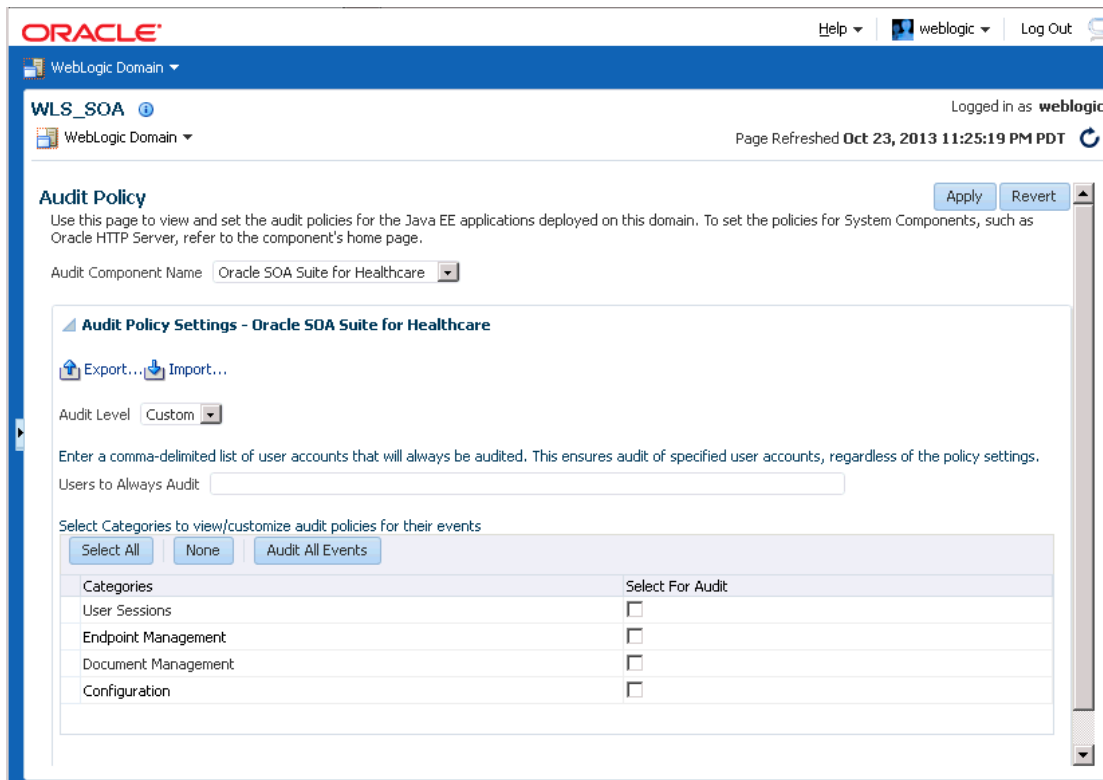 ORACLE
Help weblogic Log Out
WebLogic Domain
WLS_SOA
Logged in as weblogic
WebLogic Domain
Page Refreshed Oct 23, 2013 11:25:19 PM PDT
Audit Policy
Apply Revert
Use this page to view and set the audit policies for the Java EE applications deployed on this domain. To set the policies for System Components, such as
Oracle HTTP Server, refer to the component's home page.
Audit Component Name Oracle SOA Suite for Healthcare
Audit Policy Settings - Oracle SOA Suite for Healthcare
Export... Import...
Audit Level Custom
Enter a comma-delimited list of user accounts that will always be audited. This ensures audit of specified user accounts, regardless of the policy settings.
Users to Always Audit
Select Categories to view/customize audit policies for their events
Select All None Audit All Events
Categories Select For Audit
User Sessions
Endpoint Management
Document Management
Configuration